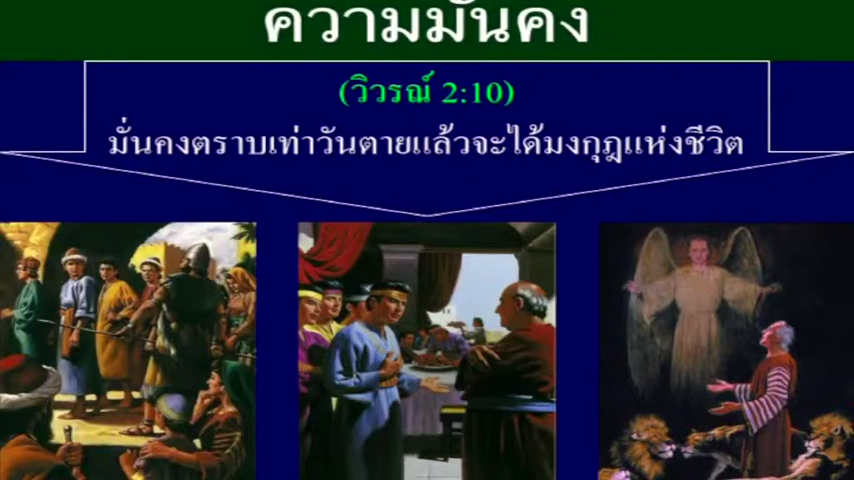 ความมั่นคง
(วิวรณ์ 2:10)
มั่นคงตราบเท่าวันตายแล้วจะได้มงกุฎแห่งชีวิต